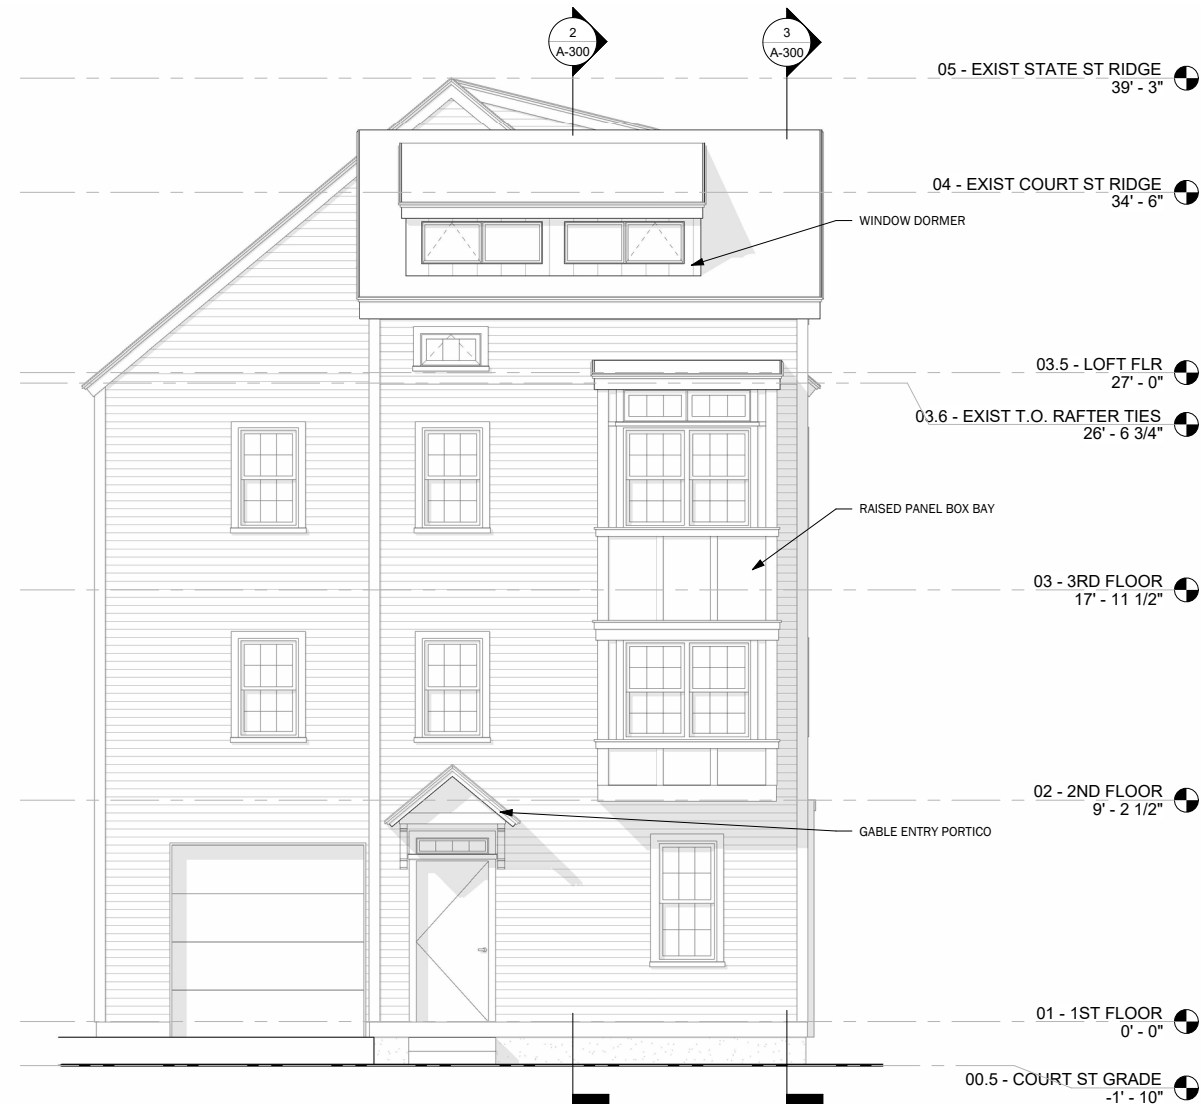 2
A-300
3
A-300
05 - EXIST STATE ST RIDGE
39' - 3"
04 - EXIST COURT ST RIDGE
34' - 6"
WINDOW DORMER
03.5 - LOFT FLR
27' - 0"
03.6 - EXIST T.O. RAFTER TIES
26' - 6 3/4"
RAISED PANEL BOX BAY
03 - 3RD FLOOR
17' - 11 1/2"
02 - 2ND FLOOR
9' - 2 1/2"
GABLE ENTRY PORTICO
01 - 1ST FLOOR
0' - 0"
00.5 - COURT ST GRADE
-1' - 10"